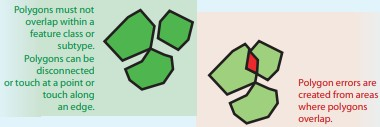 Polygons must not
overlap within a
feature class or
subtype.
Polygons can be
disconnected
or touch at a point or
touch along
an edge.
Polygon errors are
created from areas
where polygons
overlap.